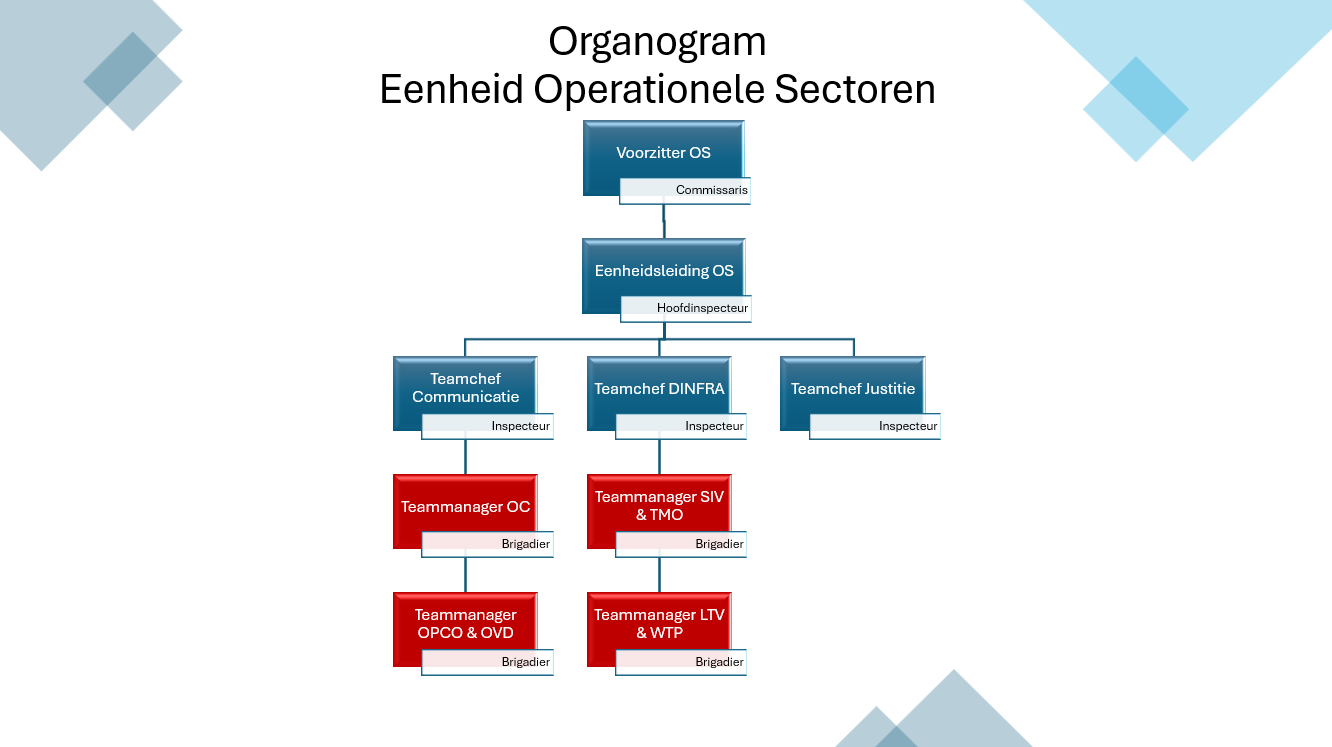 Organogram
Eenheid Operationele Sectoren
Voorzitter OS
Commissaris
Eenheidsleiding OS
Hoofdinspecteur
Teamchef
Communicatie
Inspecteur
Teamchef DINFRA
Inspecteur
Teamchef Justitie
Inspecteur
Teammanager OC
Brigadier
Teammanager SIV
& TMO
Brigadier
Teammanager
OPCO & OVD
Brigadier
Teammanager LTV
& WTP
Brigadier